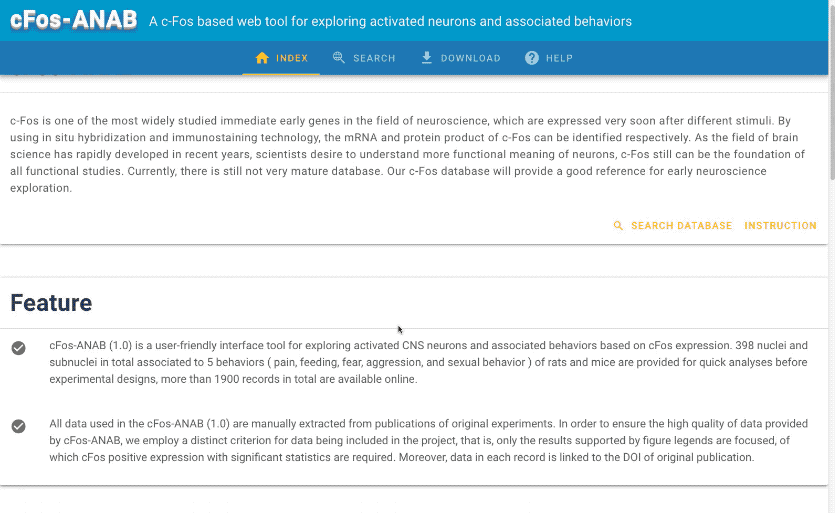 cFos-ANAB A c-Fos based web tool for exploring activated neurons and associated behaviors
INDEX SEARCH DOWNLOAD HELP
c-Fos is one of the most widely studied immediate early genes in the field of neuroscience, which are expressed very soon after different stimuli. By
using in situ hybridization and immunostaining technology, the mRNA and protein product of c-Fos can be identified respectively. As the field of brain
science has rapidly developed in recent years, scientists desire to understand more functional meaning of neurons, c-Fos still can be the foundation of
all functional studies. Currently, there is still not very mature database. Our c-Fos database will provide a good reference for early neuroscience
exploration.
SEARCH DATABASE INSTRUCTION
Feature
cFos-ANAB (1.0) is a user-friendly interface tool for exploring activated CNS neurons and associated behaviors based on cFos expression. 398 nuclei and
subnuclei in total associated to 5 behaviors ( pain, feeding, fear, aggression, and sexual behavior ) of rats and mice are provided for quick analyses before
experimental designs, more than 1900 records in total are available online.
All data used in the cFos-ANAB (1.0) are manually extracted from publications of original experiments. In order to ensure the high quality of data provided
by cFos-ANAB, we employ a distinct criterion for data being included in the project, that is, only the results supported by figure legends are focused, of
which cFos positive expression with significant statistics are required. Moreover, data in each record is linked to the DOI of original publication.